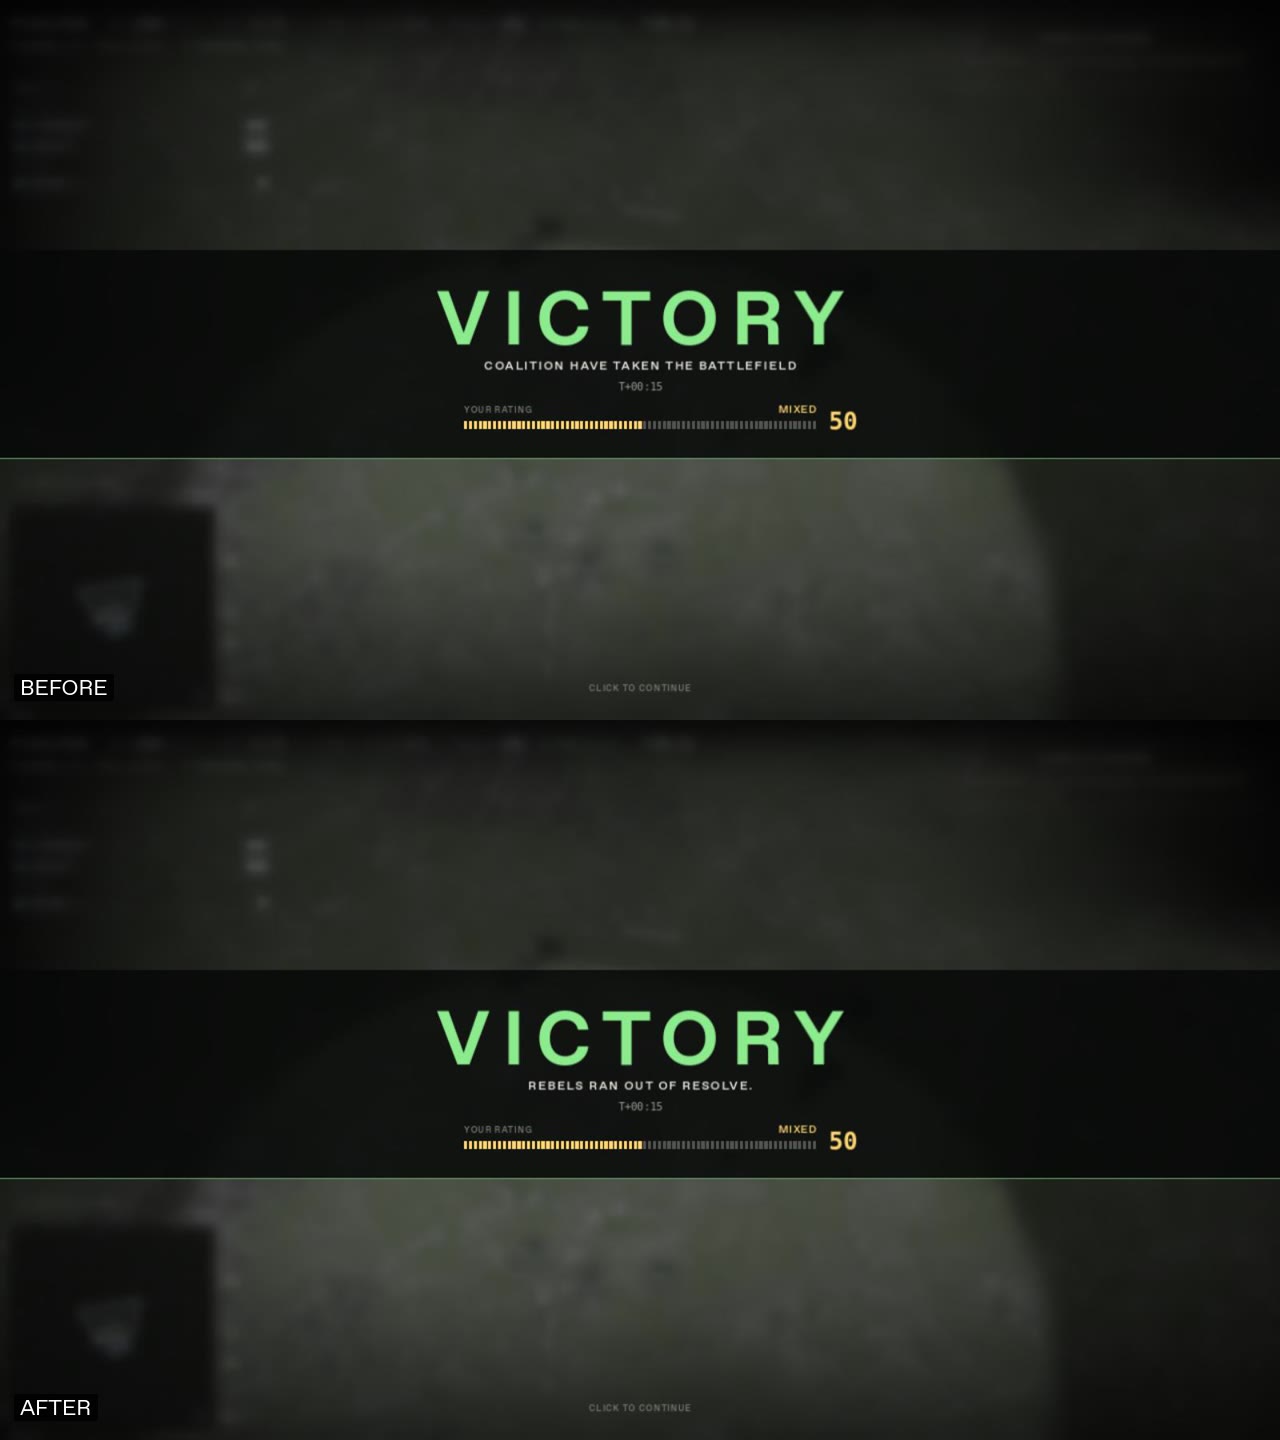 VICTORY
COALITION HAVE TAKEN THE BATTLEFIELD
T+00:15
YOUR RATING
MIXED
50
BEFORE
CLICK TO CONTINUE
VICTORY
REBELS RAN OUT OF RESOLVE.
T+00:15
YOUR RATING
MIXED
50
AFTER
CLICK TO CONTINUE